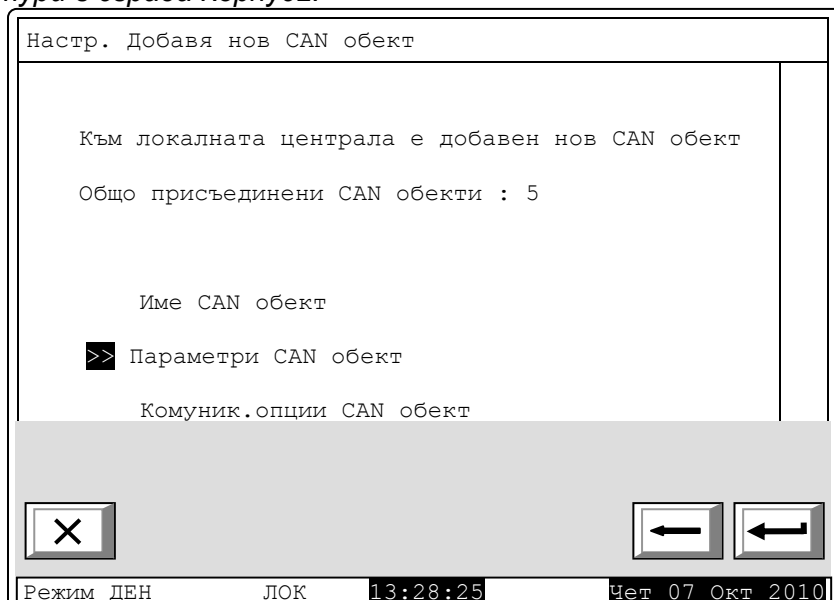 Настр. Добавя нов CAN обект
Към локалната централа е добавен нов CAN обект
Общо присъединени CAN обекти : 5
Име CAN обект
>> Параметри CAN обект
Комуник.опции CAN обект
Режим ДЕН ЛОК 13:28:25 Чет 07 Окт 2010